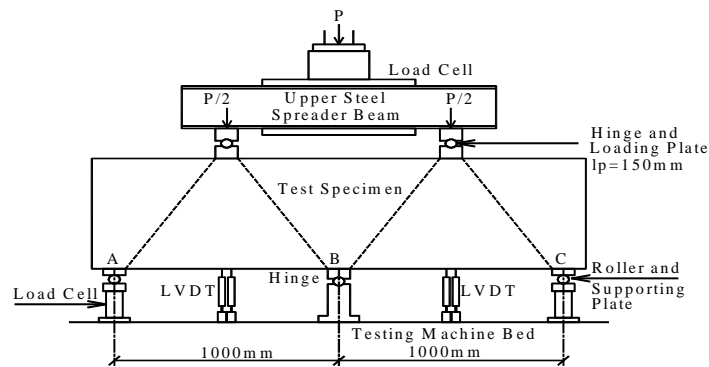 P
Load Cell
P/2
Upper Steel
Spreader Beam
P/2
Hinge and
Loading Plate
lp=150mm
Test Specimen
A
B
C
Hinge
Load Cell
LVDT
LVDT
Roller and
Supporting
Plate
Testing Machine Bed
1000mm
1000mm